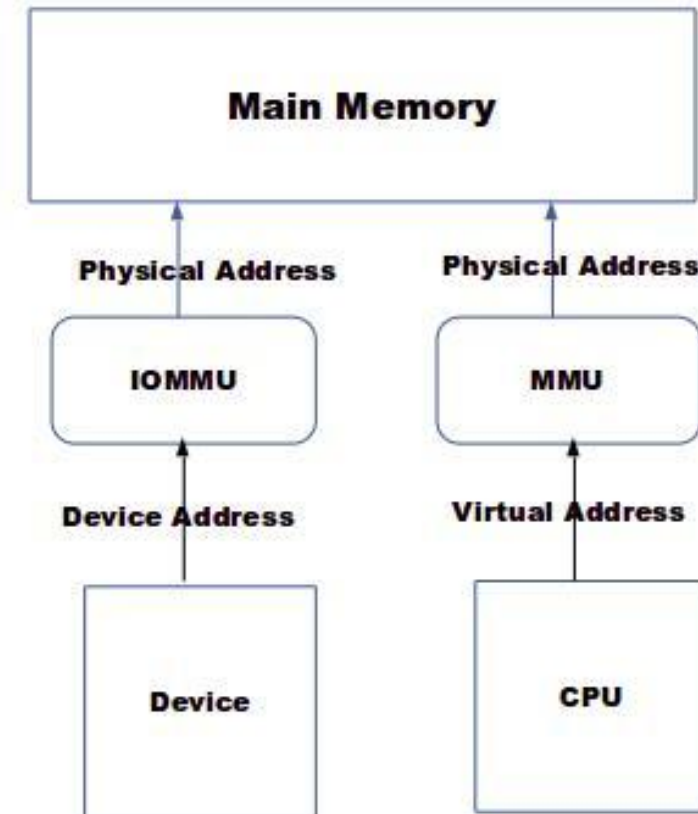 Main Memory
Physical Address
Physical Address
IOMMU
MMU
Device Address
Virtual Address
Device
CPU